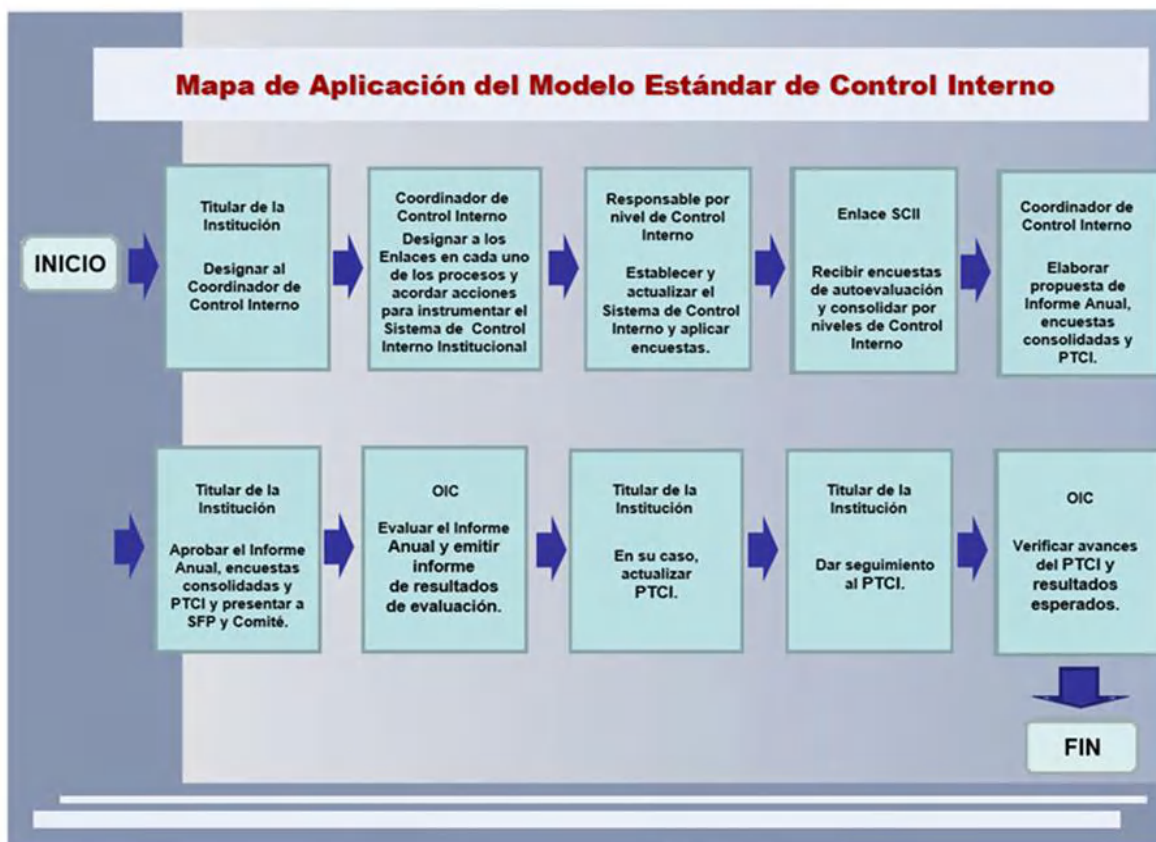 Mapa de Aplicación del Modelo Estándar de Control Interno
INICIO
Titular de la
Institución
Designar al
Coordinador de
Control Interno
Coordinador de
Control Interno
Designar a los
Enlaces en cada uno
de los procesos y
acordar acciones
para instrumentar el
Sistema de Control
Interno Institucional
Responsable por
nivel de Control
Interno
Establecer y
actualizar el
Sistema de Control
Interno y aplicar
encuestas.
Enlace SCII
Recibir encuestas
de autoevaluación
y consolidar por
niveles de Control
Interno
Coordinador de
Control Interno
Elaborar
propuesta de
Informe Anual,
encuestas
consolidadas y
PTCI.
Titular de la
Institución
Aprobar el Informe
Anual, encuestas
consolidadas y
PTCI y presentar a
SFP y Comité.
OIC
Evaluar el Informe
Anual y emitir
informe
de resultados
de evaluación.
Titular de la
Institución
En su caso,
actualizar
PTCI.
Titular de la
Institución
Dar seguimiento
al PTCI.
OIC
Verificar avances
del PTCI y
resultados
esperados.
FIN